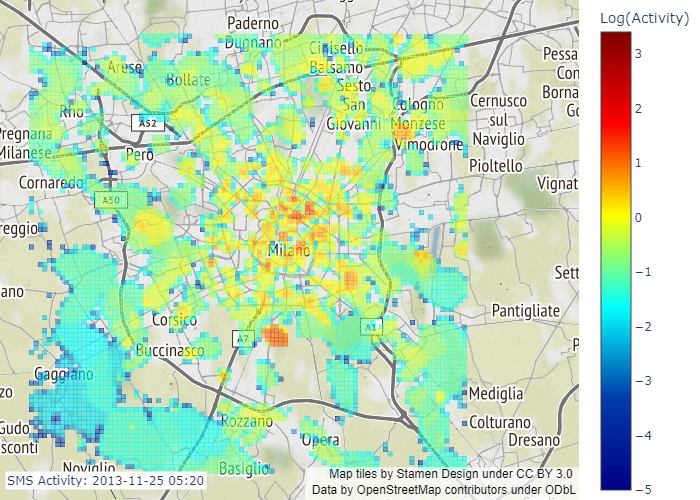 Log(Activity)
3
2
1
0
−1
−2
−3
−4
−5
Paderno
Dugnano
Cinisello
Balsamo
Arese
Bollate
Sesto
San
Giovanni
Cologno
Monzese
Pessa
Con
Borna
Go
Rho
A52
Cernusco
sul
Naviglio
Pregnana
Milanese
Pero
Vimodrone
Pioltello
Cornaredo
A50
Vignat
reggio
Milano
Sett
ano
Corsico
A7
A1
Pantigliate
P
Buccinasco
Gaggiano
zo
Mediglia
Rozzano
Colturano
Gudo
sconti
Opera
Dresano
Noviglio
Basiglio
SMS Activity: 2013-11-25 05:20
Map tiles by Stamen Design under CC BY 3.0
Data by OpenStreetMap contributors under ODbL